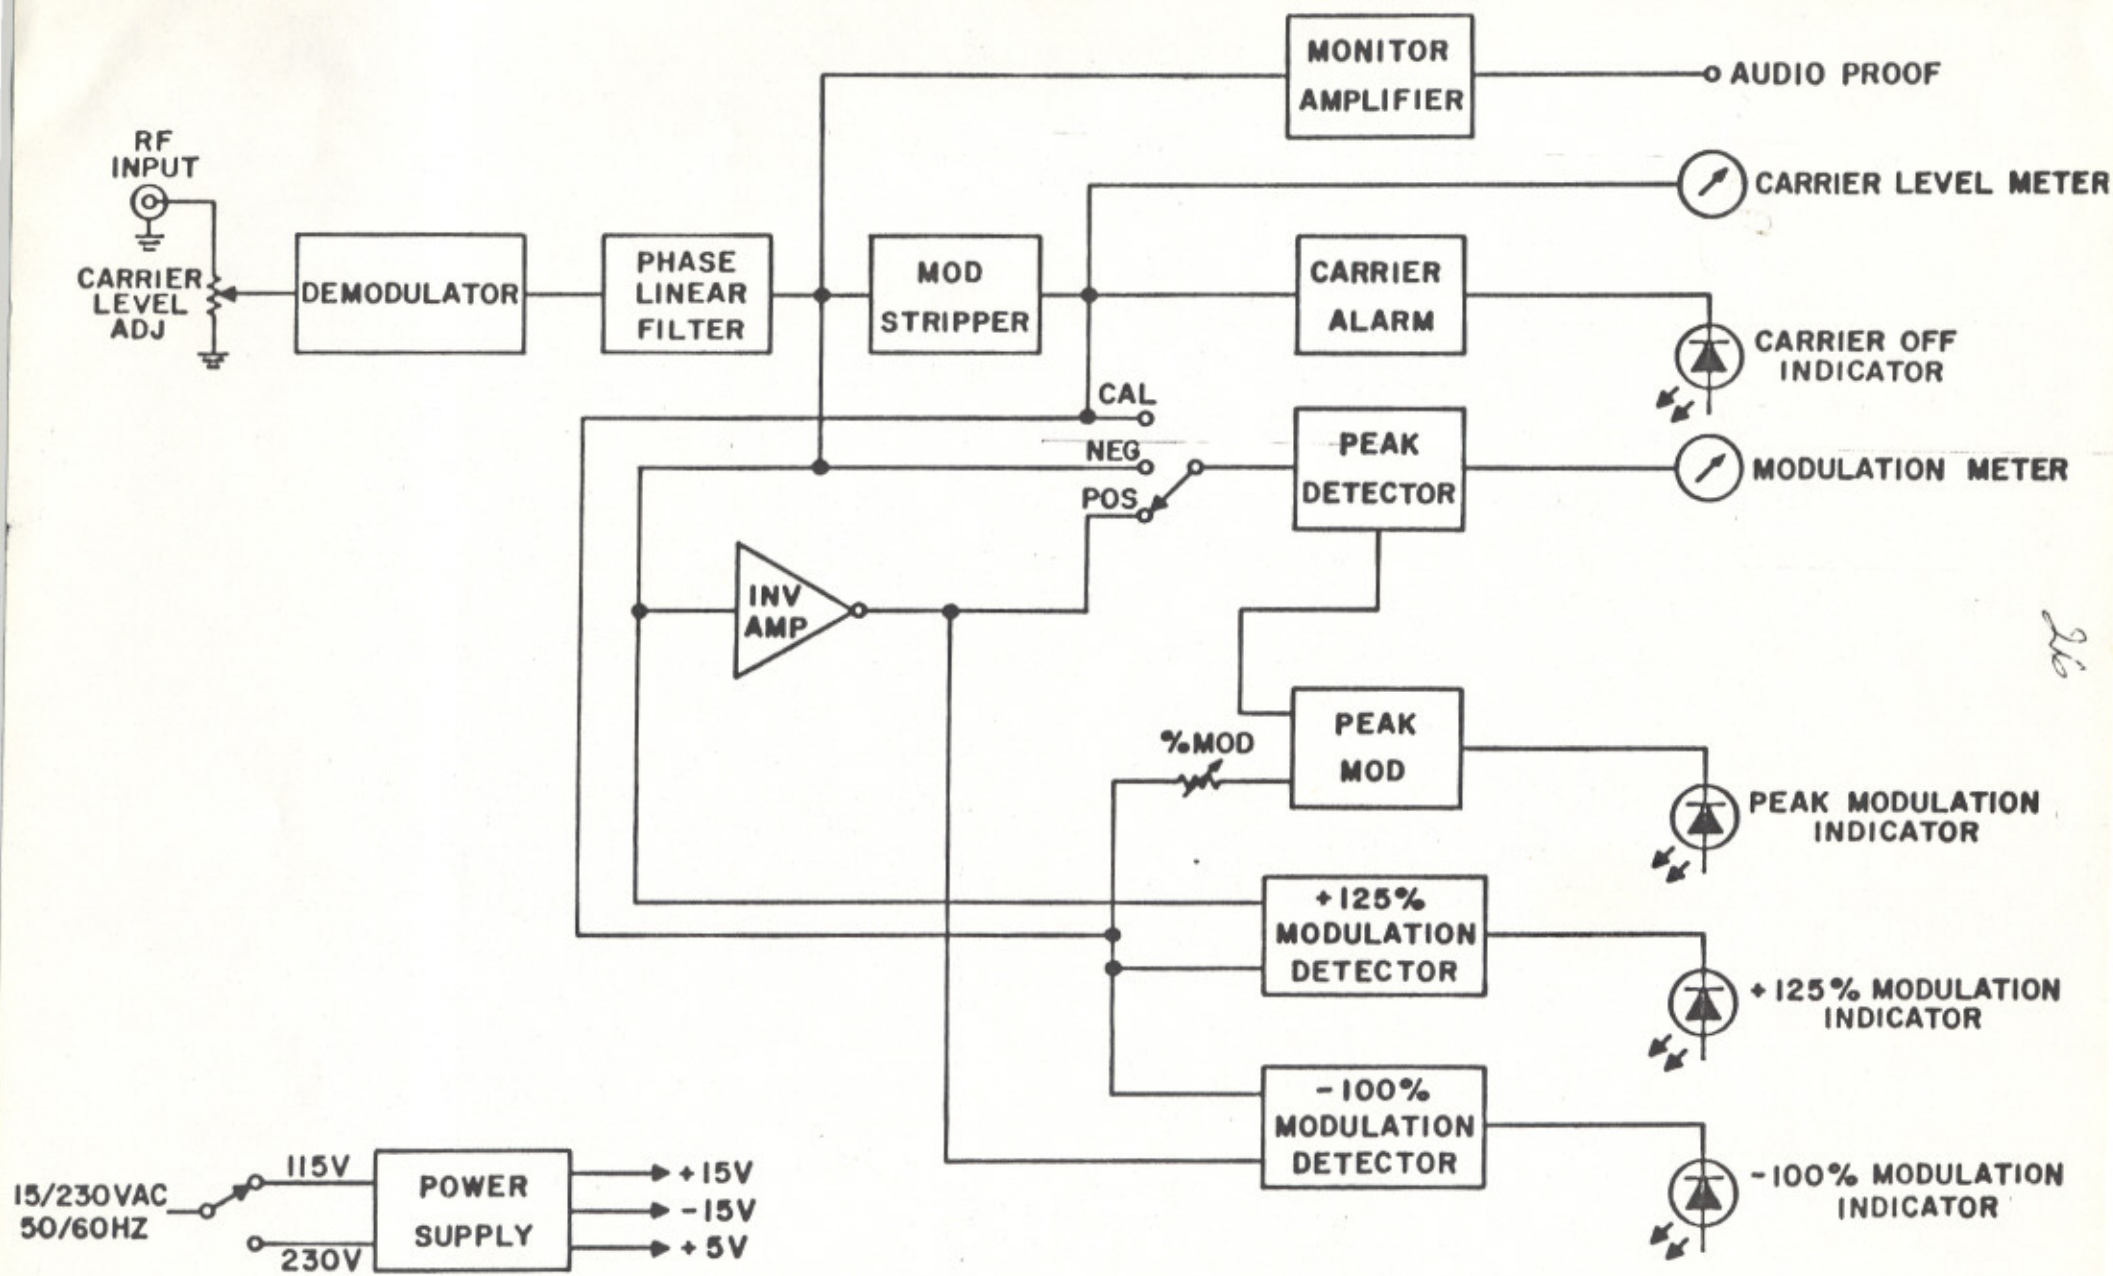 MONITOR
AMPLIFIER
AUDIO PROOF
RF
INPUT
CARRIER LEVEL METER
CARRIER
LEVEL
ADJ
DEMODULATOR
PHASE
LINEAR
FILTER
MOD
STRIPPER
CARRIER
ALARM
CARRIER OFF
INDICATOR
CAL
NEG
POS
PEAK
DETECTOR
MODULATION METER
INV
AMP
26
%MOD
PEAK
MOD
PEAK MODULATION
INDICATOR
+125%
MODULATION
DETECTOR
+125% MODULATION
INDICATOR
-100%
MODULATION
DETECTOR
-100% MODULATION
INDICATOR
15/230VAC
50/60HZ
115V
230V
POWER
SUPPLY
+15V
-15V
+5V